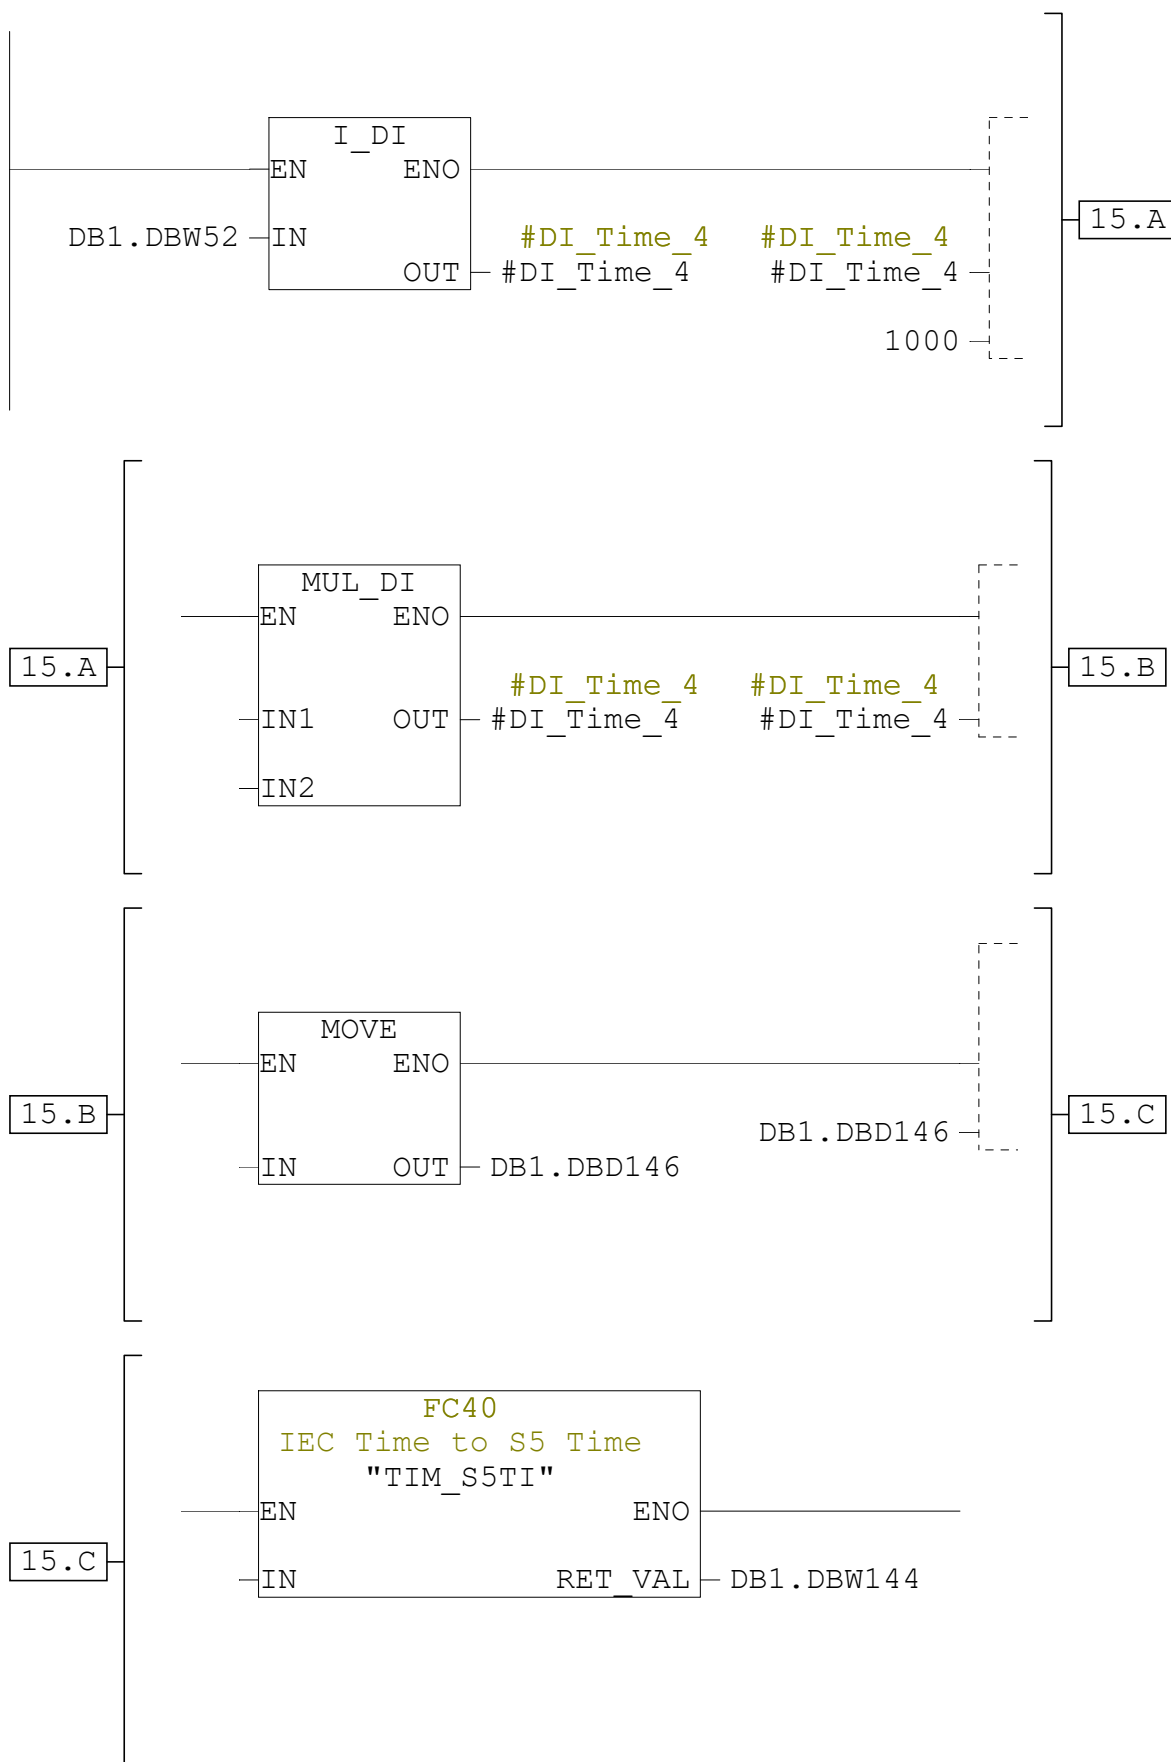 I_DI
EN ENO
15.A
DB1.DBW52 IN #DI_Time_4 #DI_Time_4
OUT #DI_Time_4 #DI_Time_4
1000
MUL_DI
EN ENO
15.A 15.B
#DI_Time_4 #DI_Time_4
IN1 OUT #DI_Time_4 #DI_Time_4
IN2
MOVE
EN ENO
15.B 15.C
DB1.DBD146
IN OUT DB1.DBD146
FC40
IEC Time to S5 Time
"TIM_S5TI"
EN ENO
15.C
IN RET_VAL DB1.DBW144